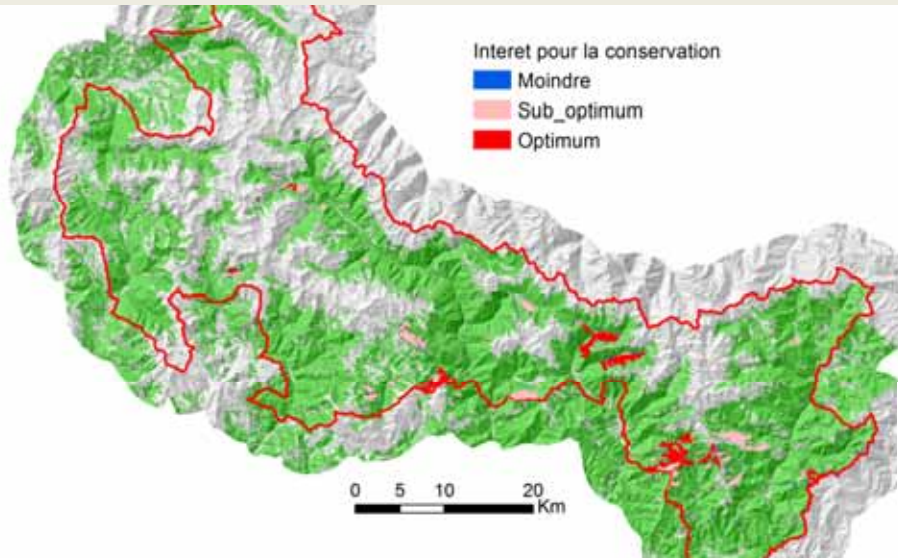 Interet pour la conservation
Moindre
Sub_optimum
Optimum
0 5 10 20
Km